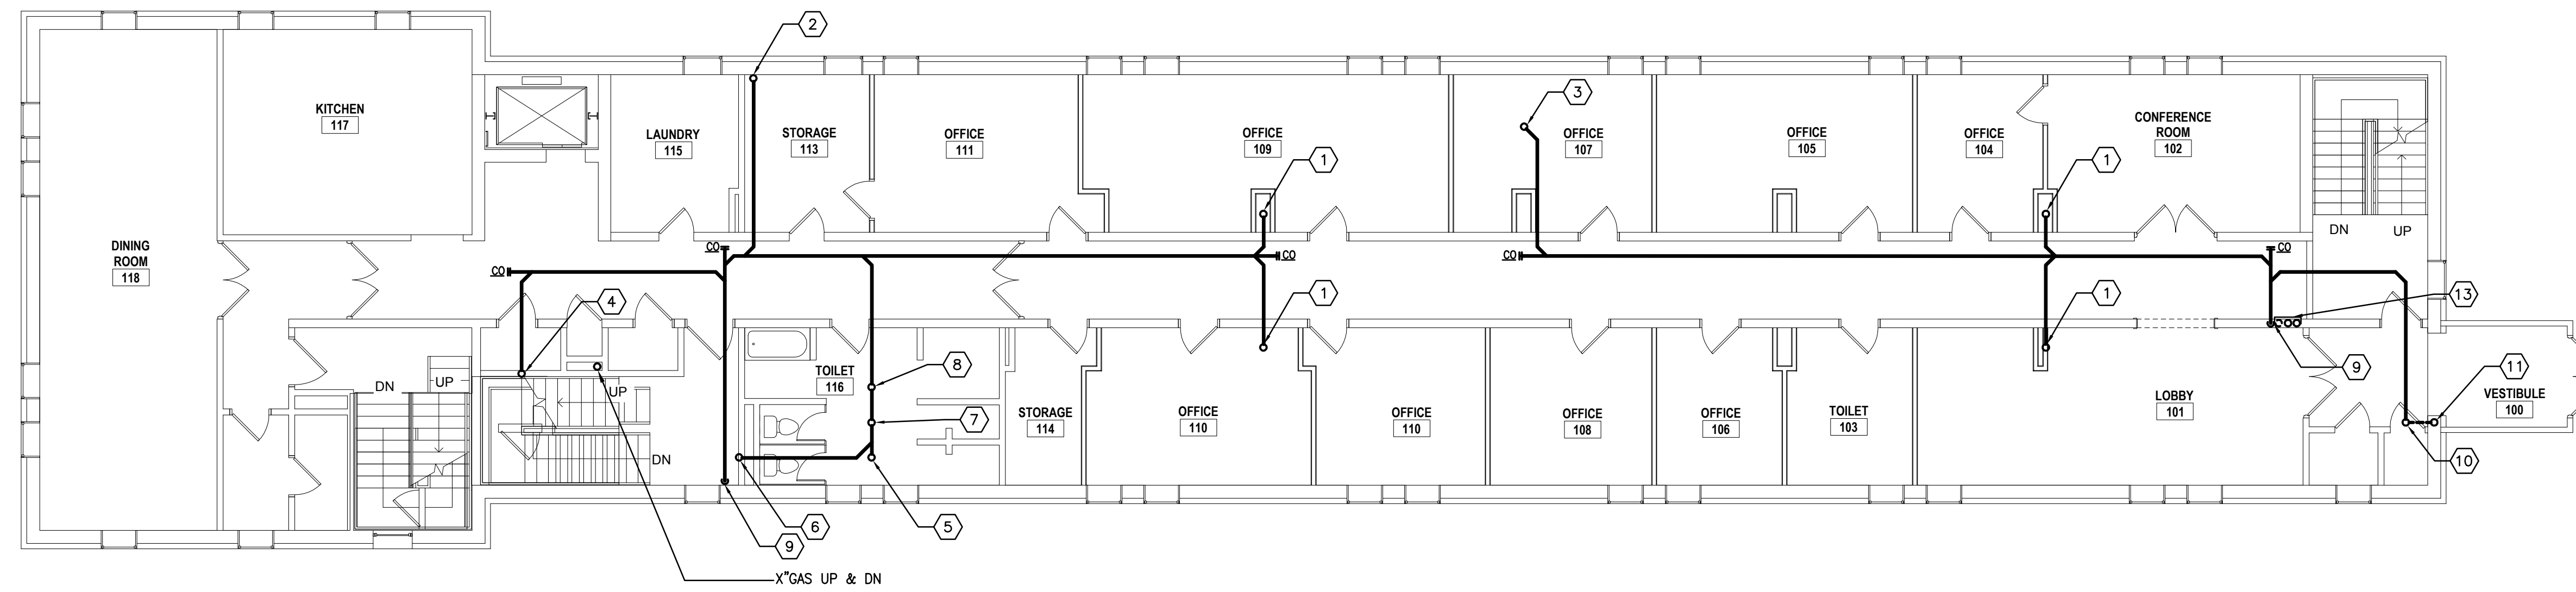 2
KITCHEN
117
3
LAUNDRY
115
STORAGE
113
OFFICE
111
OFFICE
109
OFFICE
107
OFFICE
105
OFFICE
104
CONFERENCE
ROOM
102
1
1
DN
UP
DINING
ROOM
118
CO
CO
CO
CO
CO
4
1
1
13
8
7
TOILET
116
DN
UP
UP
DN
STORAGE
114
OFFICE
110
OFFICE
110
OFFICE
108
OFFICE
106
TOILET
103
LOBBY
101
9
11
VESTIBULE
100
10
6
5
9
X"GAS UP & DN